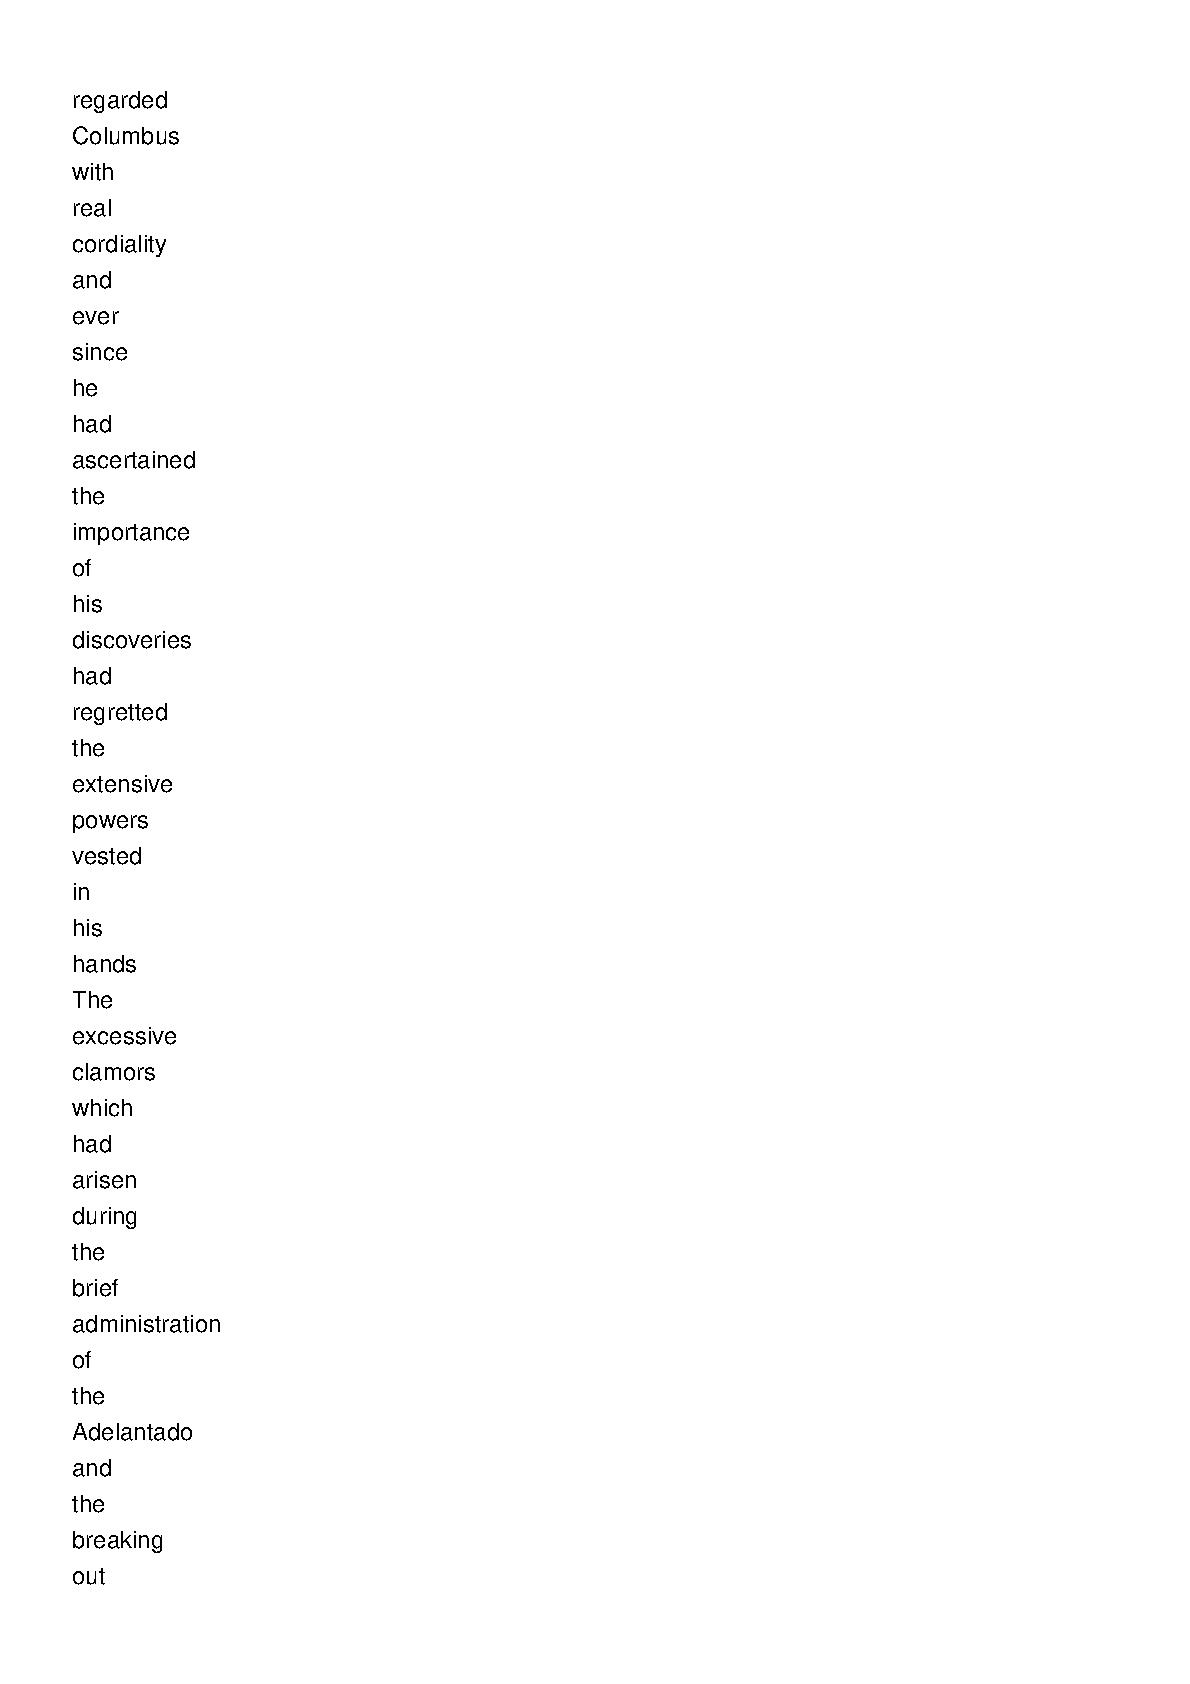 regarded
Columbus
with
real
cordiality
and
ever
since
he
had
ascertained
the
importance
of
his
discoveries
had
regretted
the
extensive
powers
vested
in
his
hands
The
excessive
clamors
which
had
arisen
during
the
brief
administration
of
the
Adelantado
and
the
breaking
out